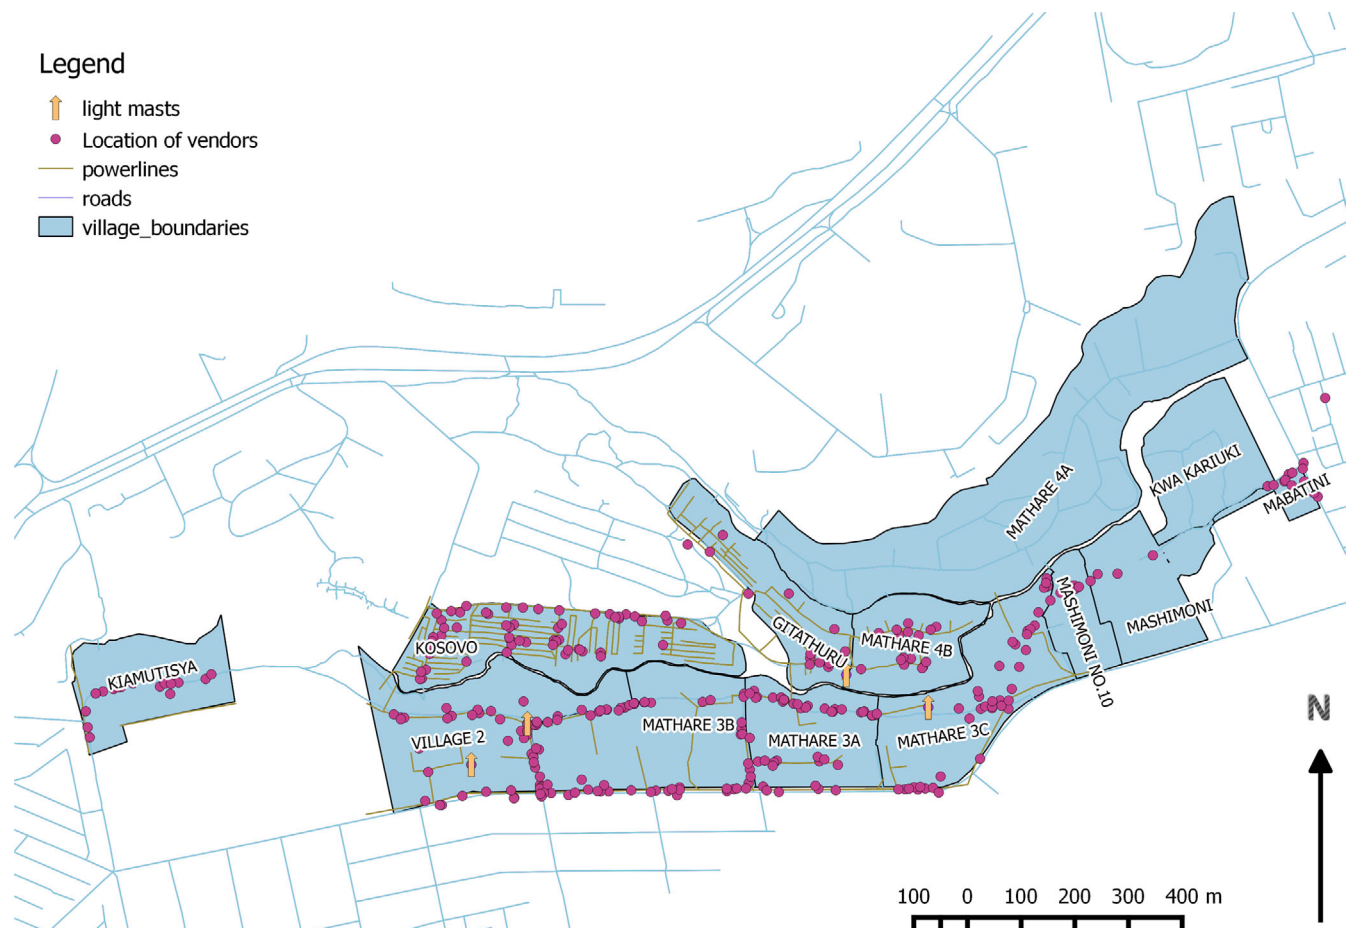 Legend
light masts
Location of vendors
powerlines
roads
village_boundaries
MATHARE 4A
KWA KARIUKI
MABATINI
MASHIMONI NO.10
MASHIMONI
GITATHURU
MATHARE 4B
KOSOVO
KIAMUTISYA
VILLAGE 2
MATHARE 3B
MATHARE 3A
MATHARE 3C
N
100 0 100 200 300 400 m